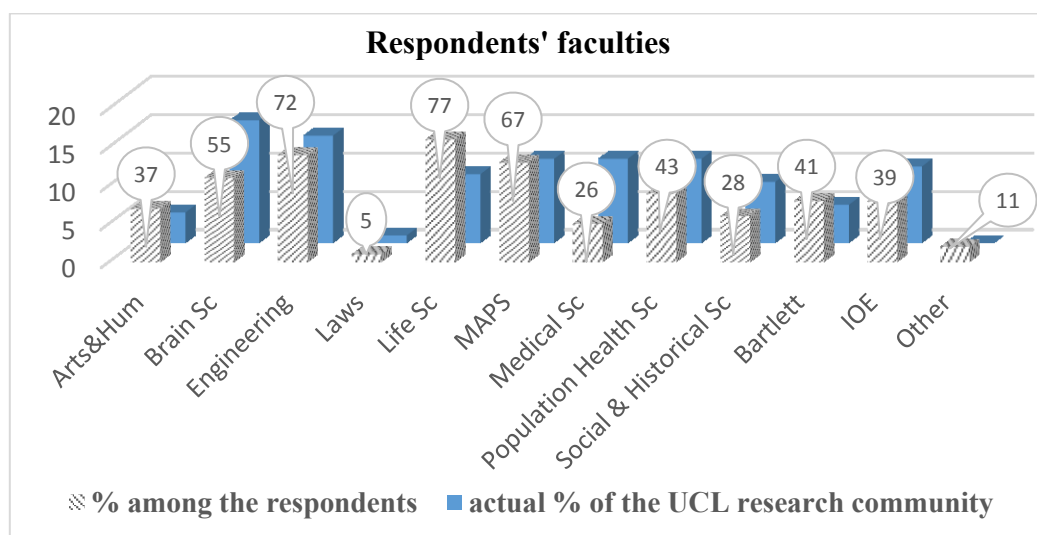 Respondents' faculties
20
15
10
5
0
37
55
72
5
77
67
26
43
28
41
39
11
Arts&Hum
Brain Sc
Engineering
Laws
Life Sc
MAPS
Medical Sc
Population Health Sc
Social & Historical Sc
Bartlett
IOE
Other
% among the respondents
actual % of the UCL research community